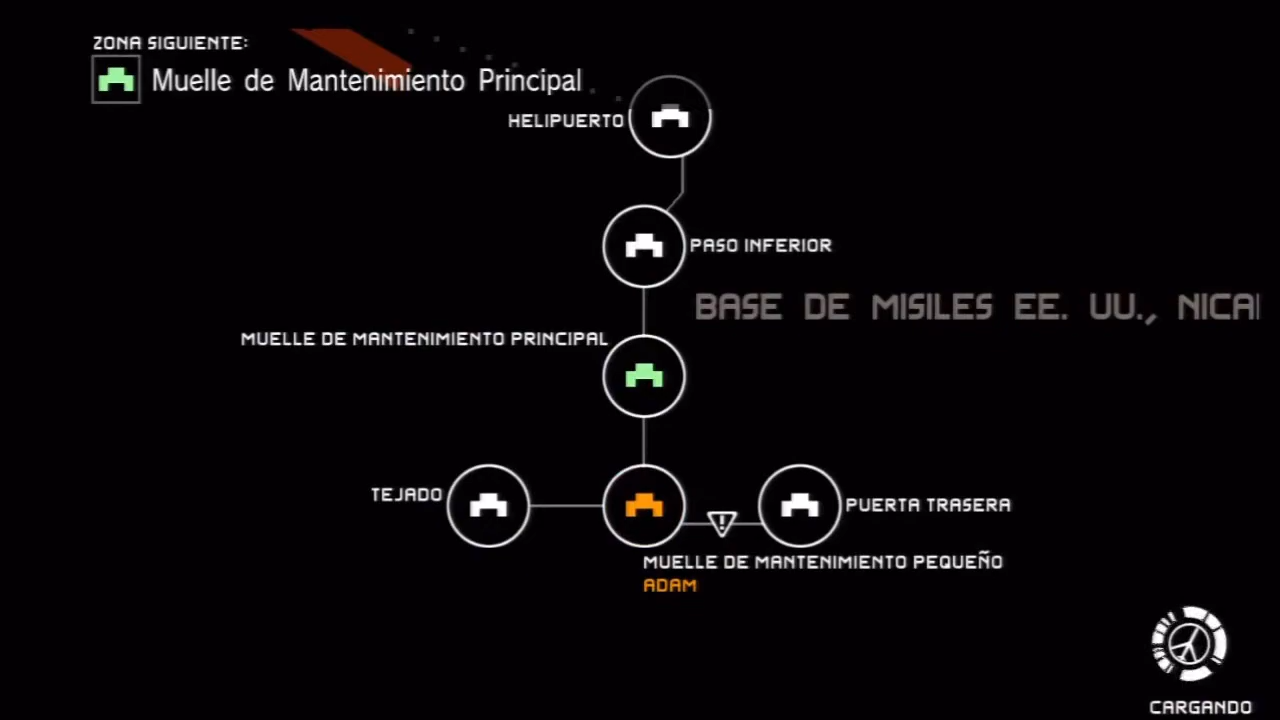 ZONA SIGUIENTE:
Muelle de Mantenimiento Principal
HELIPUERTO
PASO INFERIOR
BASE DE MISILES EE. UU., NICA
MUELLE DE MANTENIMIENTO PRINCIPAL
TEJADO
PUERTA TRASERA
MUELLE DE MANTENIMIENTO PEQUEÑO
ADAM
CARGANDO